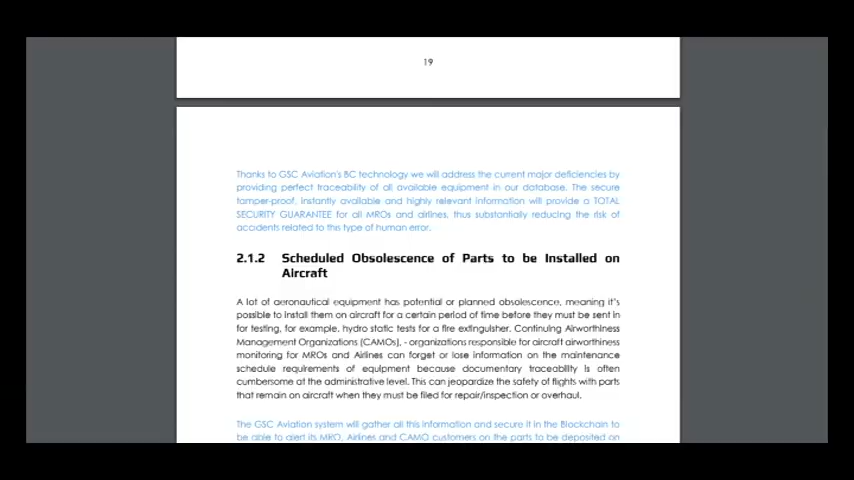 19
Thanks to GSC Aviation's BC technology we will address the current major deficiencies by
providing perfect traceability of all available equipment in our database. The secure
tamper-proof, instantly available and highly relevant information will provide a TOTAL
SECURITY GUARANTEE for all MROs and airlines, thus substantially reducing the risk of
accidents related to this type of human error.
2.1.2 Scheduled Obsolescence of Parts to be Installed on
Aircraft
A lot of aeronautical equipment has potential or planned obsolescence, meaning it's
possible to install them on aircraft for a certain period of time before they must be sent in
for testing, for example, hydro static tests for a fire extinguisher. Continuing Airworthiness
Management Organizations (CAMOs), - organizations responsible for aircraft airworthiness
monitoring for MROs and Airlines can forget or lose information on the maintenance
schedule requirements of equipment because documentary traceability is often
cumbersome at the administrative level. This can jeopardize the safety of flights with parts
that remain on aircraft when they must be filed for repair/inspection or overhaul.
The GSC Aviation system will gather all this information and secure it in the Blockchain to
be able to alert its MRO, Airlines and CAMO customers on the parts to be deposited on